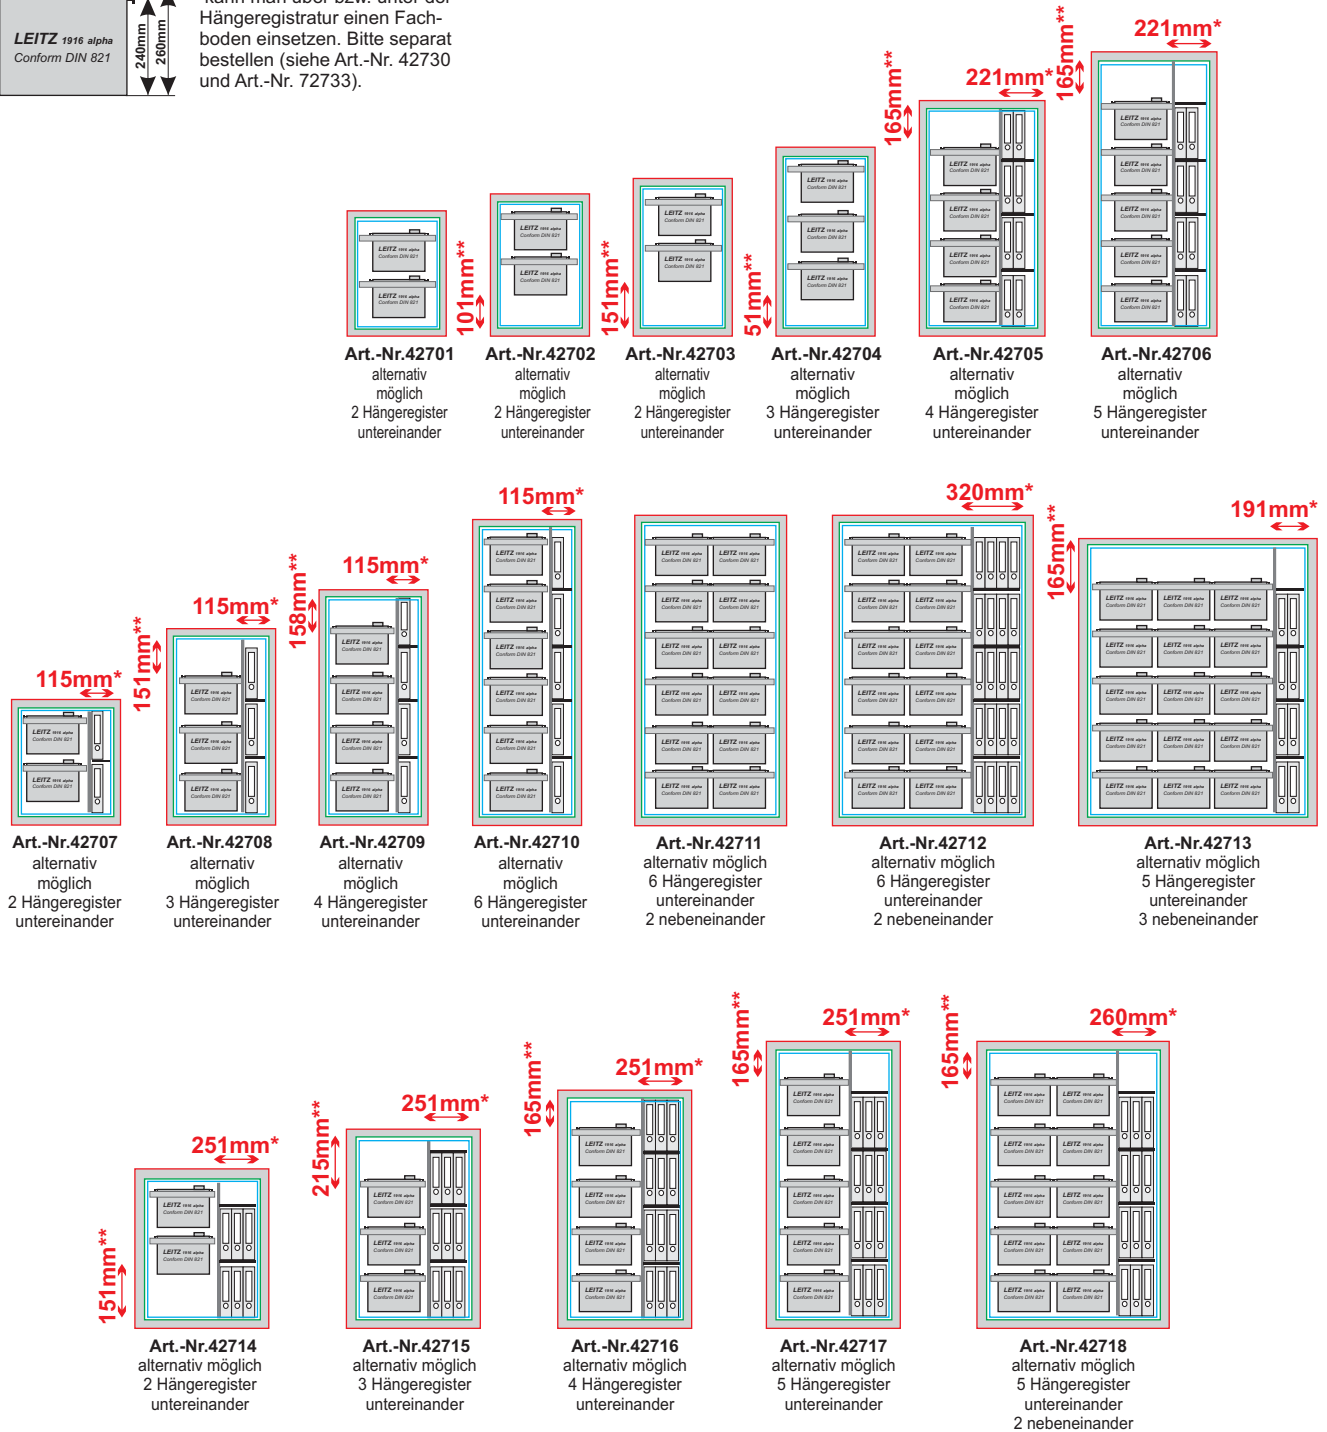 kann man über bzw. unter der
Hängeregistratur einen Fach-
boden einsetzen. Bitte separat
bestellen (siehe Art.-Nr. 42730
und Art.-Nr. 72733).
LEITZ 1916 alpha
Conform DIN 821
240mm
260mm
101mm**
151mm**
51mm**
165mm**
221mm*
165mm**
221mm*
Art.-Nr.42701
alternativ
möglich
2 Hängeregister
untereinander
Art.-Nr.42702
alternativ
möglich
2 Hängeregister
untereinander
Art.-Nr.42703
alternativ
möglich
2 Hängeregister
untereinander
Art.-Nr.42704
alternativ
möglich
3 Hängeregister
untereinander
Art.-Nr.42705
alternativ
möglich
4 Hängeregister
untereinander
Art.-Nr.42706
alternativ
möglich
5 Hängeregister
untereinander
115mm*
151mm**
115mm*
158mm**
115mm*
115mm*
320mm*
165mm**
191mm*
Art.-Nr.42707
alternativ
möglich
2 Hängeregister
untereinander
Art.-Nr.42708
alternativ
möglich
3 Hängeregister
untereinander
Art.-Nr.42709
alternativ
möglich
4 Hängeregister
untereinander
Art.-Nr.42710
alternativ
möglich
6 Hängeregister
untereinander
Art.-Nr.42711
alternativ möglich
6 Hängeregister
untereinander
2 nebeneinander
Art.-Nr.42712
alternativ möglich
6 Hängeregister
untereinander
2 nebeneinander
Art.-Nr.42713
alternativ möglich
5 Hängeregister
untereinander
3 nebeneinander
151mm**
251mm*
215mm**
251mm*
165mm**
251mm*
165mm**
251mm*
165mm**
260mm*
Art.-Nr.42714
alternativ möglich
2 Hängeregister
untereinander
Art.-Nr.42715
alternativ möglich
3 Hängeregister
untereinander
Art.-Nr.42716
alternativ möglich
4 Hängeregister
untereinander
Art.-Nr.42717
alternativ möglich
5 Hängeregister
untereinander
Art.-Nr.42718
alternativ möglich
5 Hängeregister
untereinander
2 nebeneinander